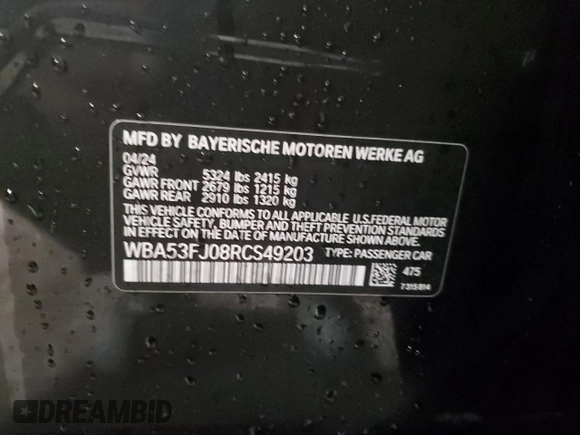 MFD BY BAYERISCHE MOTOREN WERKE AG
04/24
GVWR 5324 lbs 2415 kg
GAWR FRONT 2679 lbs 1215 kg
GAWR REAR 2910 lbs 1320 kg
THIS VEHICLE CONFORMS TO ALL APPLICABLE U.S.FEDERAL MOTOR
VEHICLE SAFETY, BUMPER AND THEFT PREVENTION STANDARDS
IN EFFECT ON THE DATE OF MANUFACTURE SHOWN ABOVE.
WBA53FJ08RCS49203 TYPE: PASSENGER CAR
475
7315814
DREAMBID